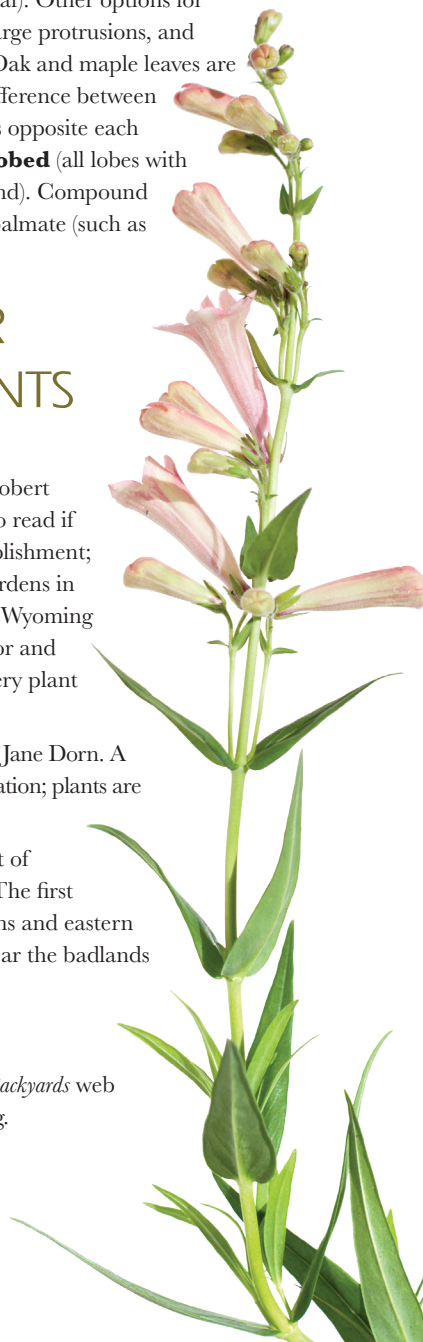 al). Other options for
arge protrusions, and
Oak and maple leaves are
fference between
s opposite each
obed (all lobes with
nd). Compound
palmate (such as
R
NTS
obert
o read if
plishment;
rdens in
Wyoming
or and
ery plant
Jane Dorn. A
ation; plants are
t of
The first
ns and eastern
ar the badlands
ackyards web
g.